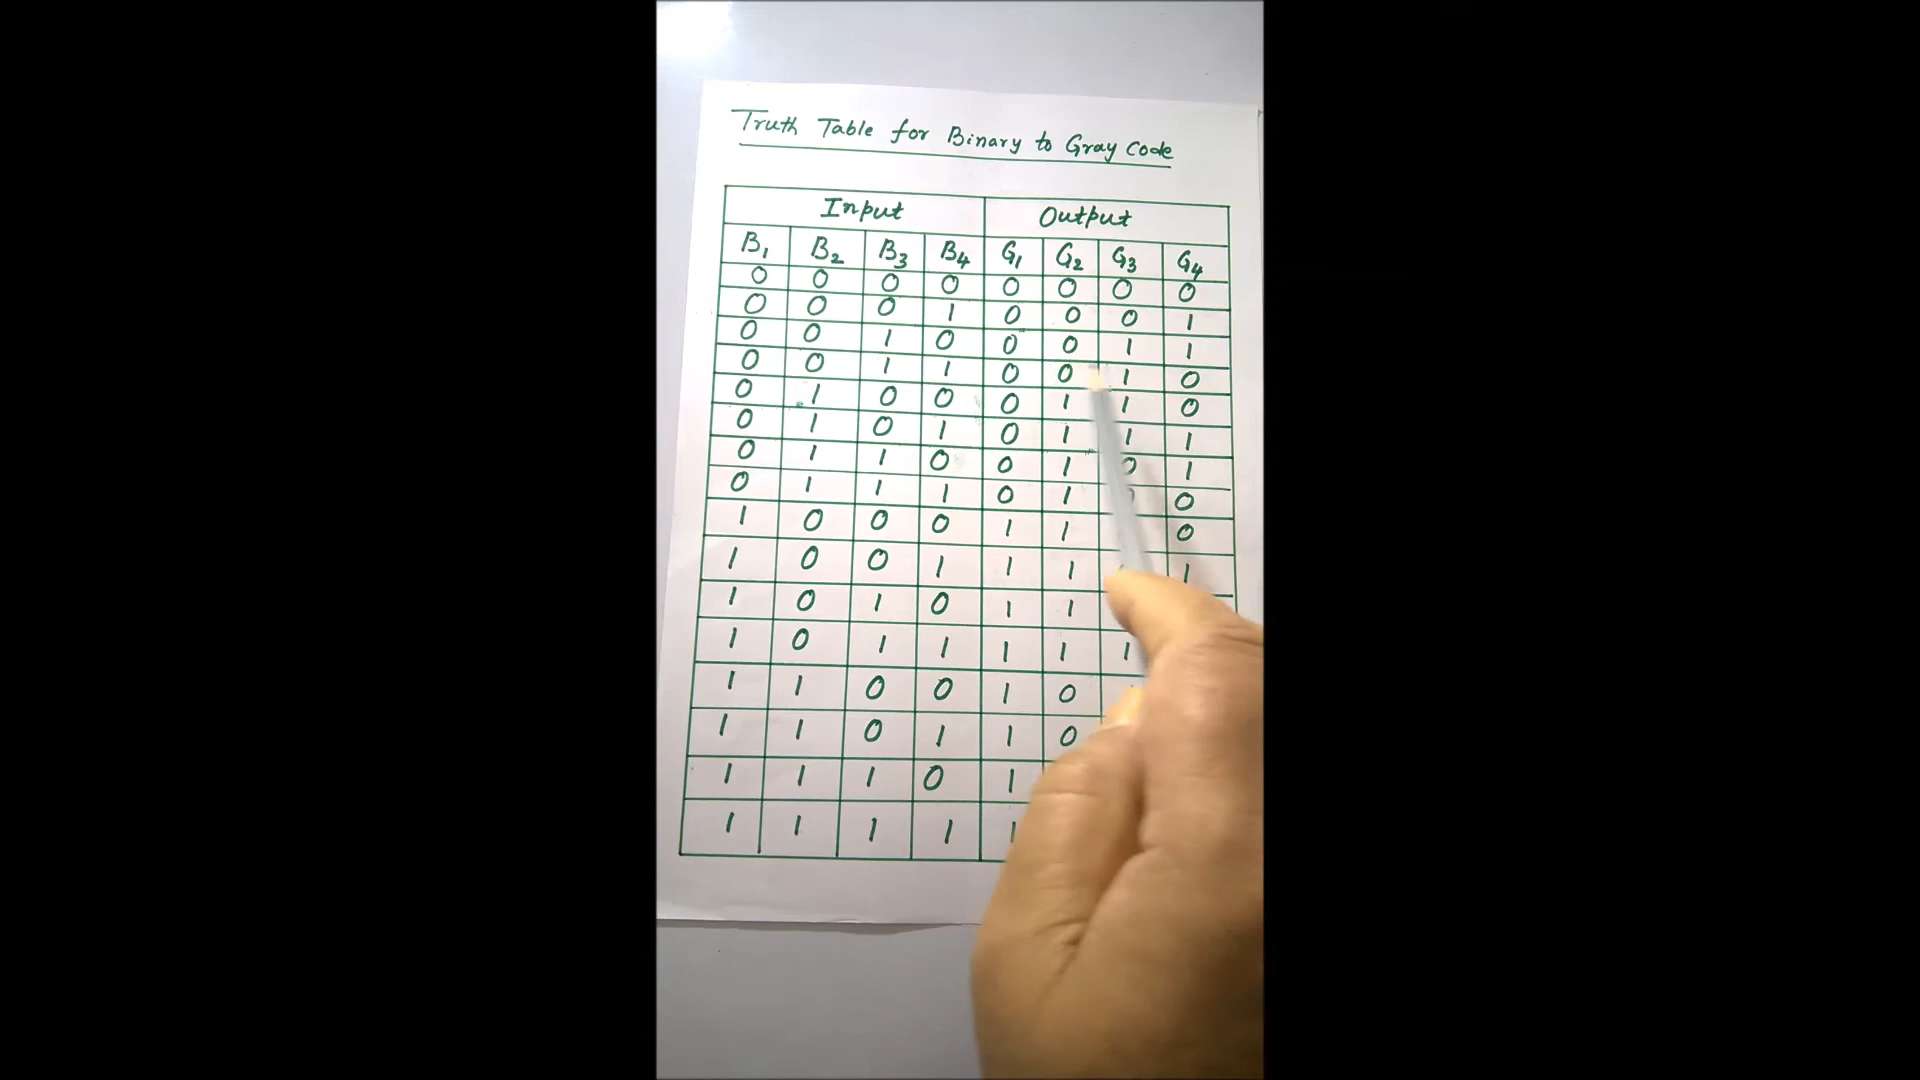 Truth Table for Binary to Gray Code
Input Output
B1 B2 B3 B4 G1 G2 G3 G4
0 0 0 0 0 0 0 0
0 0 0 1 0 0 0 1
0 0 1 0 0 0 1 1
0 0 1 1 0 0 1 0
0 1 0 0 0 1 1 0
0 1 0 1 0 1 1 1
0 1 1 0 0 1 0 1
0 1 1 1 0 1 0
1 0 0 0 1 1 0
1 0 0 1 1 1 1
1 0 1 0 1 1
1 0 1 1 1 1 1
1 1 0 0 1 0
1 1 0 1 1 0
1 1 1 0 1
1 1 1 1 1